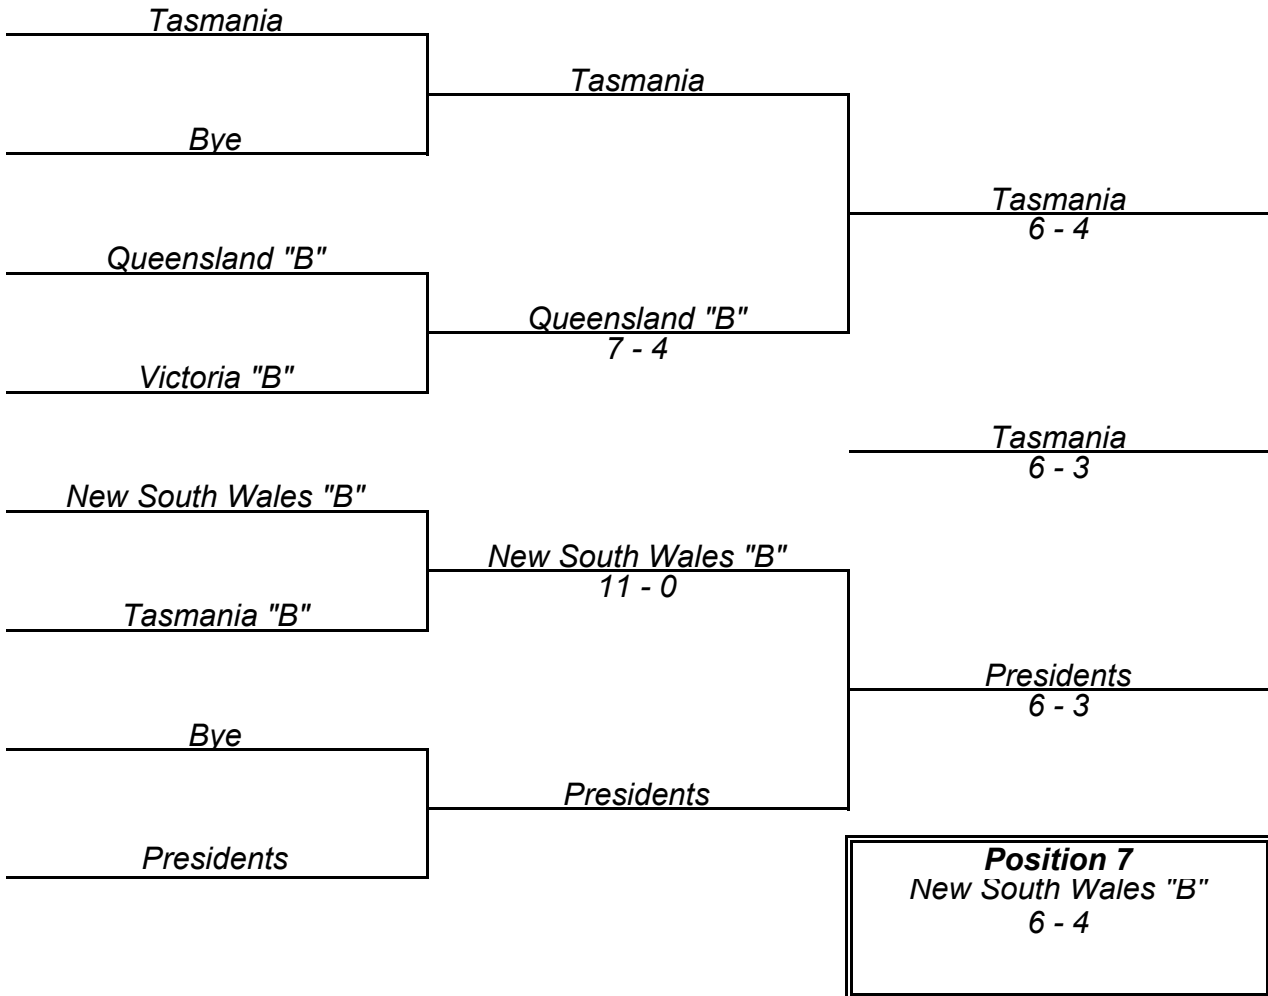 Tasmania
Tasmania
Bye
Tasmania
6 - 4
Queensland "B"
Queensland "B"
7 - 4
Victoria "B"
Tasmania
6 - 3
New South Wales "B"
New South Wales "B"
11 - 0
Tasmania "B"
Presidents
6 - 3
Bye
Presidents
Presidents
Position 7
New South Wales "B"
6 - 4